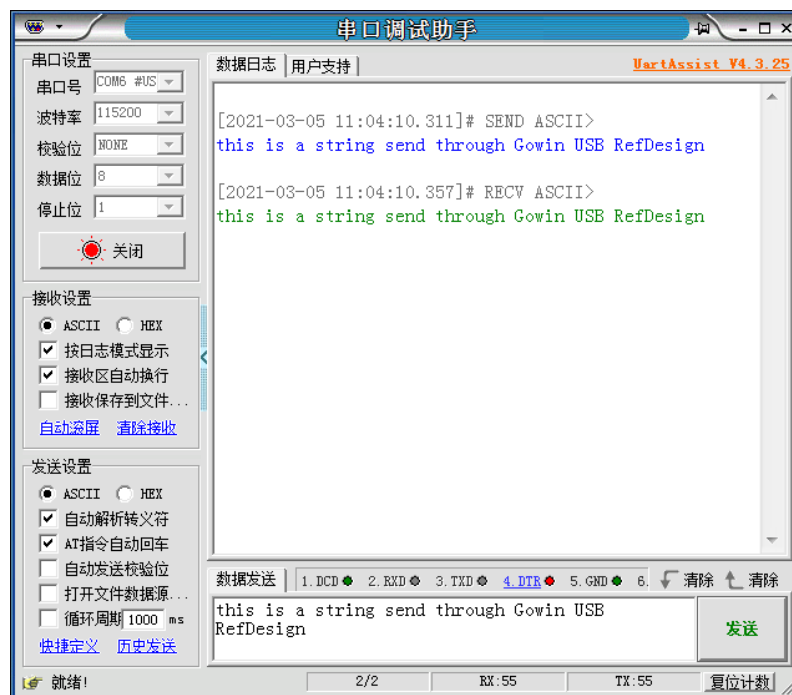 串口调试助手
串口设置
串口号 COM6 #US
波特率 115200
校验位 NONE
数据位 8
停止位 1
关闭
接收设置
ASCII HEX
按日志模式显示
接收区自动换行
接收保存到文件...
自动滚屏 清除接收
发送设置
ASCII HEX
自动解析转义符
AT指令自动回车
自动发送校验位
打开文件数据源...
循环周期 1000 ms
快捷定义 历史发送
数据日志 用户支持 UartAssist V4.3.25
[2021-03-05 11:04:10.311]# SEND ASCII>
this is a string send through Gowin USB RefDesign
[2021-03-05 11:04:10.357]# RECV ASCII>
this is a string send through Gowin USB RefDesign
数据发送 1.DCD 2.RXD 3.TXD 4.DTR 5.GND 6. 清除 清除
this is a string send through Gowin USB
RefDesign
发送
就绪! 2/2 RX:55 TX:55 复位计数